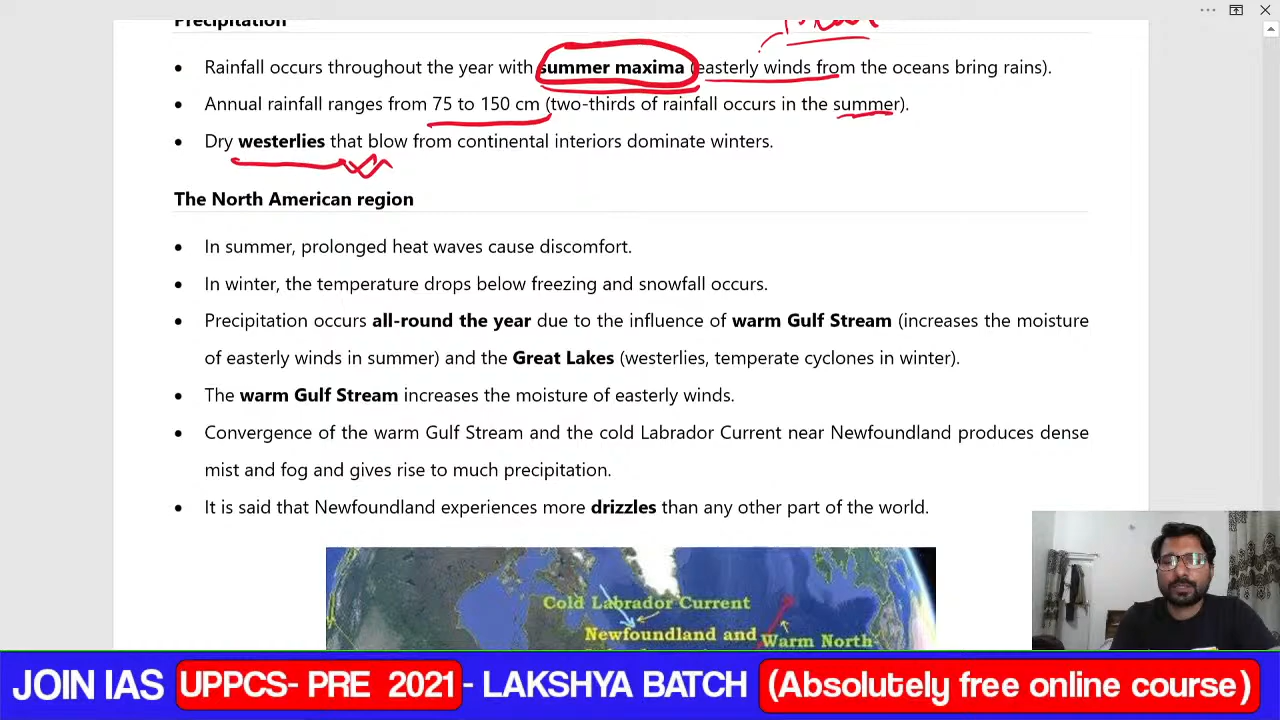 Precipitation
Rainfall occurs throughout the year with summer maxima (easterly winds from the oceans bring rains).
Annual rainfall ranges from 75 to 150 cm (two-thirds of rainfall occurs in the summer).
Dry westerlies that blow from continental interiors dominate winters.
The North American region
In summer, prolonged heat waves cause discomfort.
In winter, the temperature drops below freezing and snowfall occurs.
Precipitation occurs all-round the year due to the influence of warm Gulf Stream (increases the moisture
of easterly winds in summer) and the Great Lakes (westerlies, temperate cyclones in winter).
The warm Gulf Stream increases the moisture of easterly winds.
Convergence of the warm Gulf Stream and the cold Labrador Current near Newfoundland produces dense
mist and fog and gives rise to much precipitation.
It is said that Newfoundland experiences more drizzles than any other part of the world.
Cold Labrador Current
Newfoundland and
Warm North-
JOIN IAS UPPCS- PRE 2021 - LAKSHYA BATCH (Absolutely free online course)